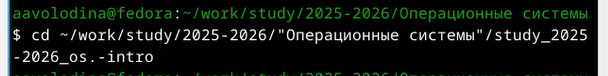 aavolodina@fedora:~/work/study/2025-2026/Операционные системы
$ cd ~/work/study/2025-2026/"Операционные системы"/study_2025
-2026_os.-intro